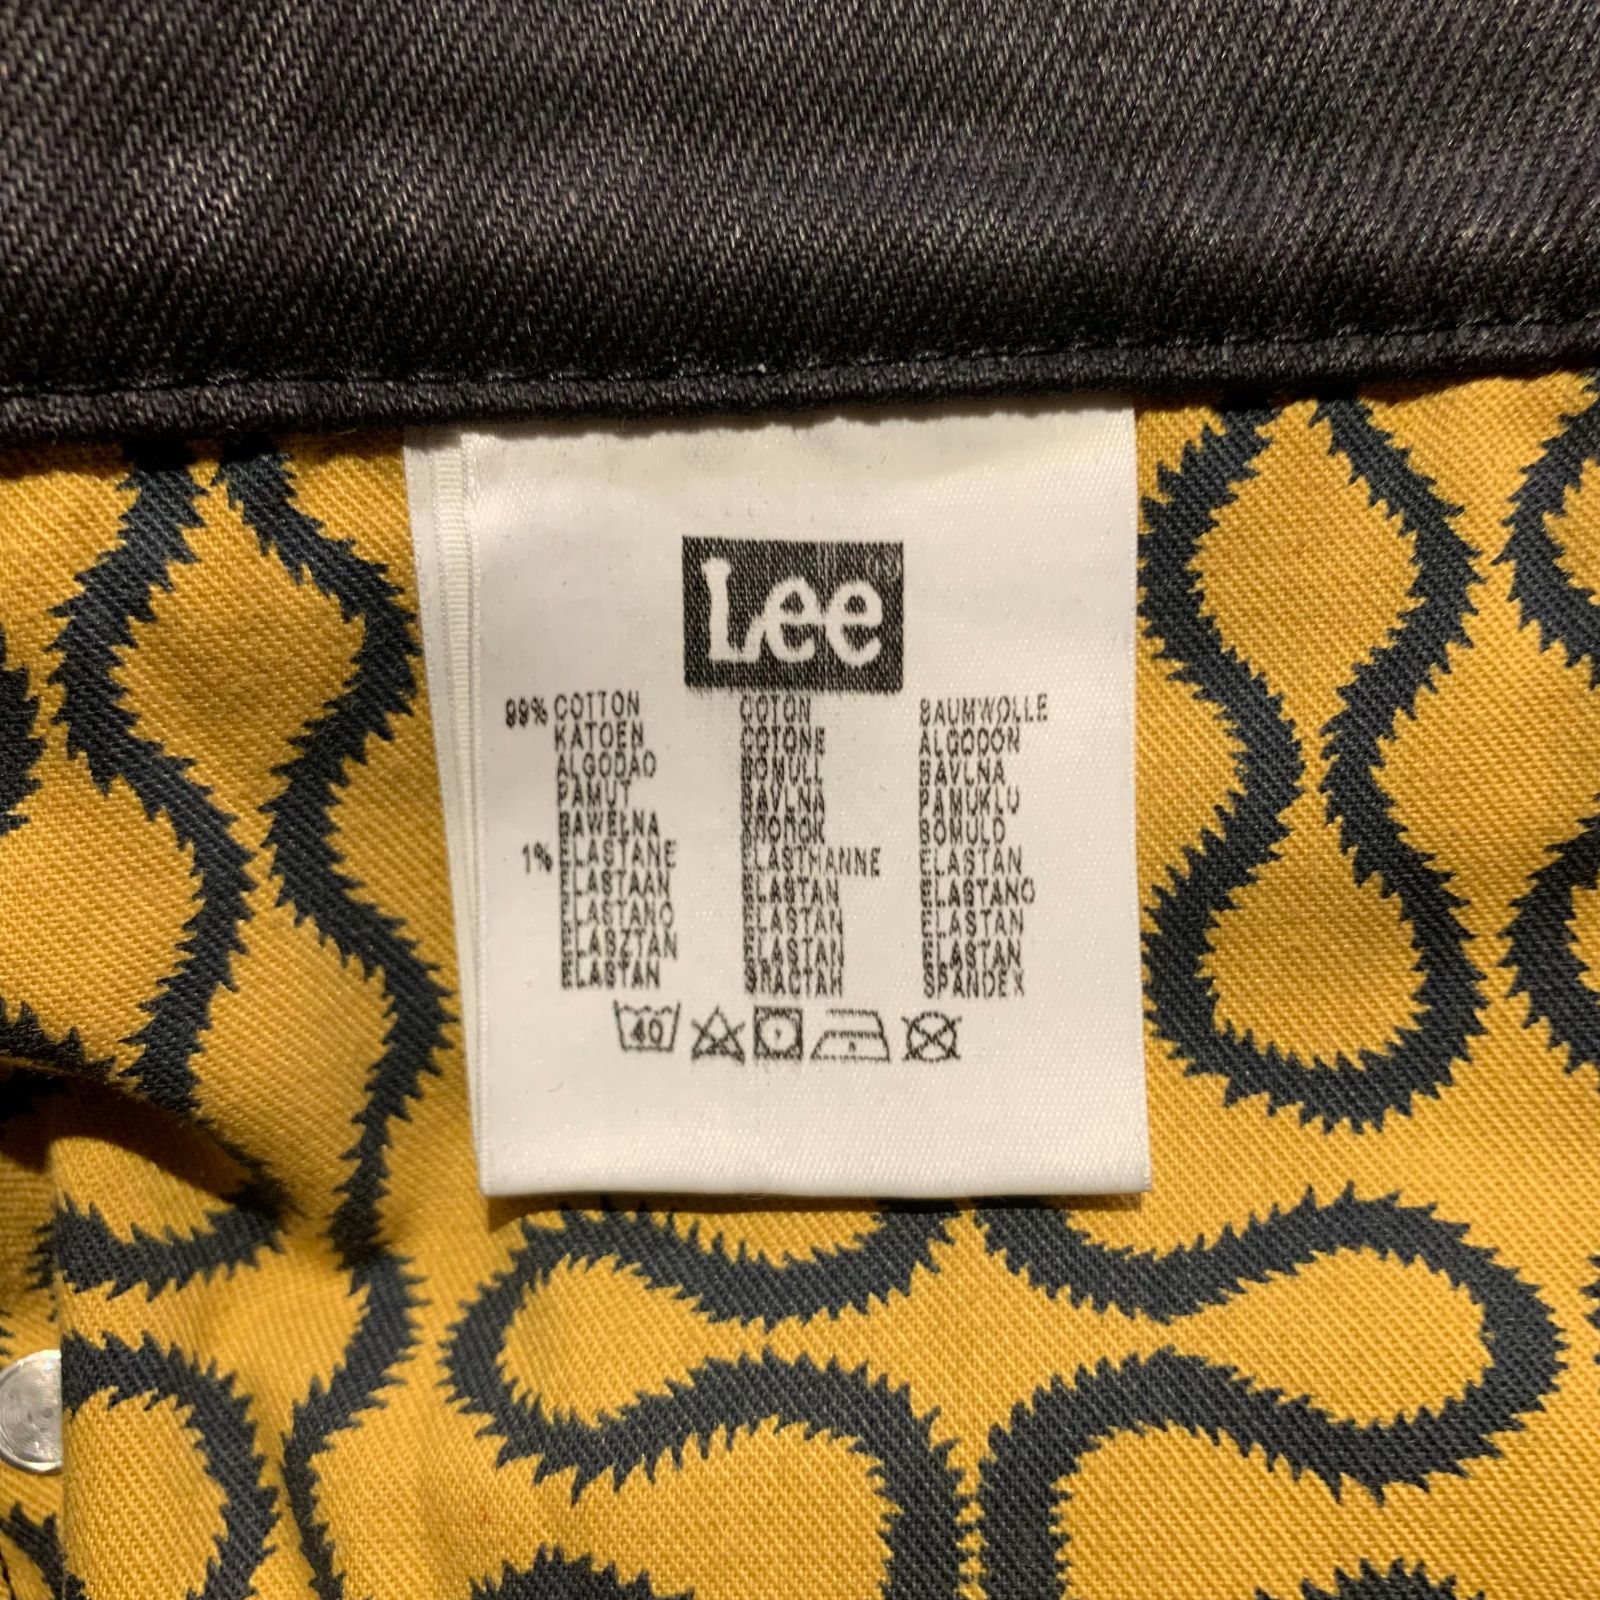 Lee
99% COTTON COTON BAUMWOLLE
KATOEN COTONE ALGODON
ALGODAO BOMULL BAVLNA
PAMUT BAVLNA PAMUKLU
BAWEŁNA ХЛОПОК BOMULD
1% ELASTANE ELASTHANNE ELASTAN
ELASTAAN ELASTAN ELASTANO
ELASTANO ELASTAN ELASTAN
ELASZTAN ELASTAN ELASTAN
ELASTAN SPANDEX
40